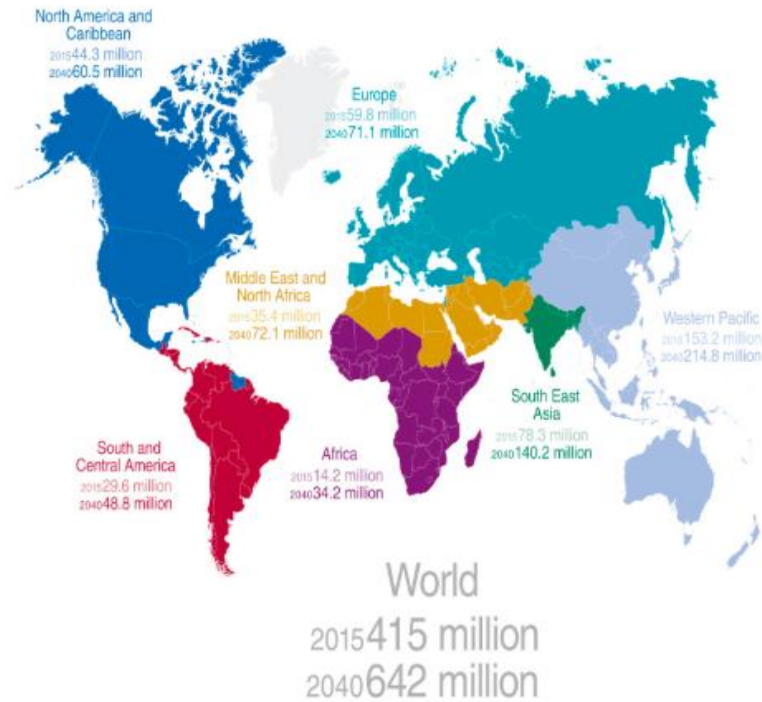 North America and
Caribbean
2015 44.3 million
2040 60.5 million
Europe
2015 59.8 million
2040 71.1 million
Middle East and
North Africa
2015 35.4 million
2040 72.1 million
Western Pacific
2015 153.2 million
2040 214.8 million
South East
Asia
2015 78.3 million
2040 140.2 million
South and
Central America
2015 29.6 million
2040 48.8 million
Africa
2015 14.2 million
2040 34.2 million
World
2015 415 million
2040 642 million